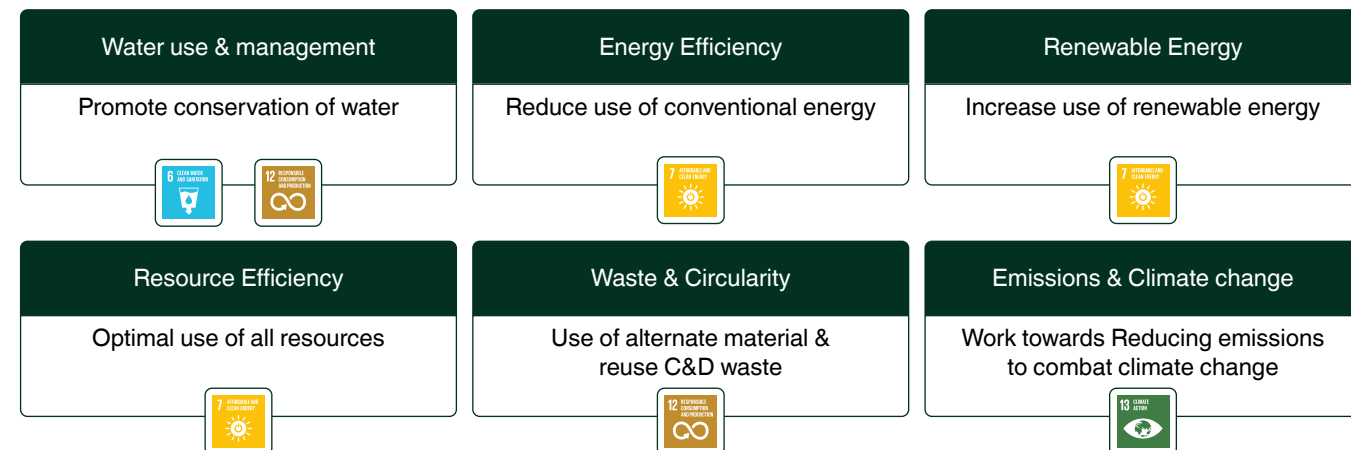 Water use & management
Promote conservation of water
6 CLEAN WATER
AND SANITATION
12 RESPONSIBLE
CONSUMPTION
AND PRODUCTION
Energy Efficiency
Reduce use of conventional energy
7 AFFORDABLE AND
CLEAN ENERGY
Renewable Energy
Increase use of renewable energy
7 AFFORDABLE AND
CLEAN ENERGY
Resource Efficiency
Optimal use of all resources
7 AFFORDABLE AND
CLEAN ENERGY
Waste & Circularity
Use of alternate material &
reuse C&D waste
12 RESPONSIBLE
CONSUMPTION
AND PRODUCTION
Emissions & Climate change
Work towards Reducing emissions
to combat climate change
13 CLIMATE
ACTION